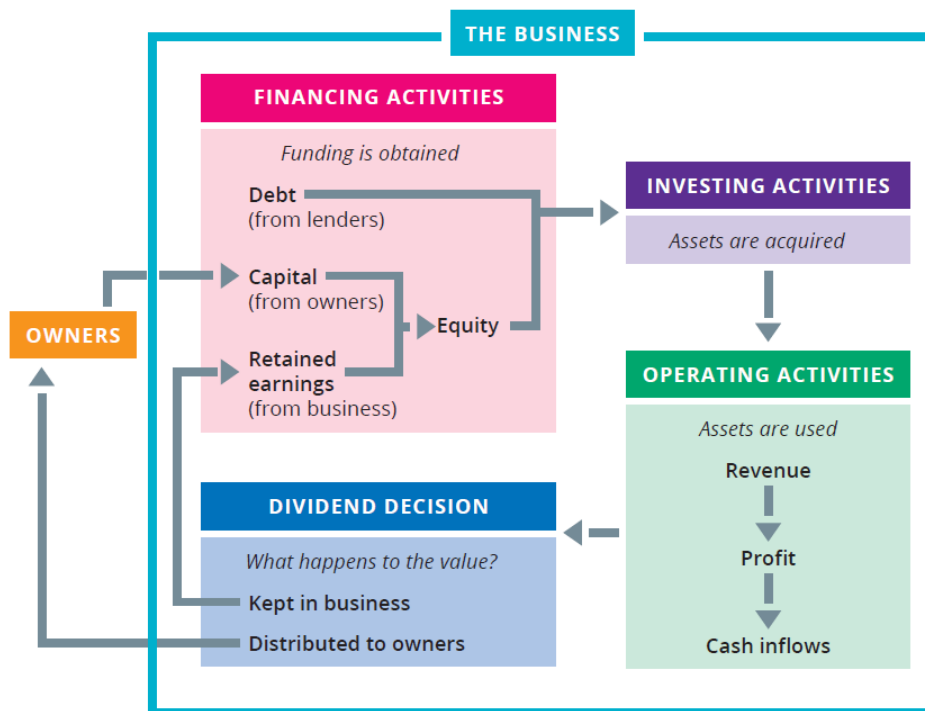 THE BUSINESS
FINANCING ACTIVITIES
Funding is obtained
Debt
(from lenders)
Capital
(from owners)
Equity
Retained
earnings
(from business)
OWNERS
INVESTING ACTIVITIES
Assets are acquired
OPERATING ACTIVITIES
Assets are used
Revenue
Profit
Cash inflows
DIVIDEND DECISION
What happens to the value?
Kept in business
Distributed to owners